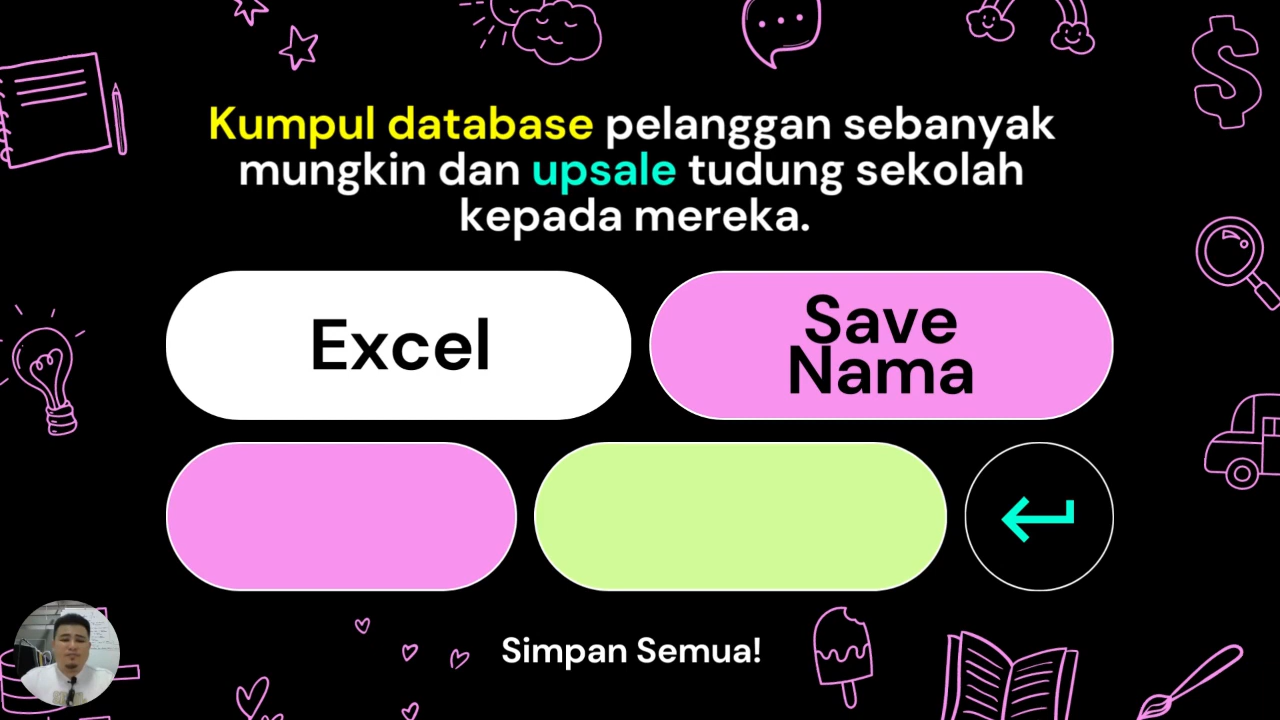 Kumpul database pelanggan sebanyak
mungkin dan upsale tudung sekolah
kepada mereka.
Excel
Save
Nama
Simpan Semua!